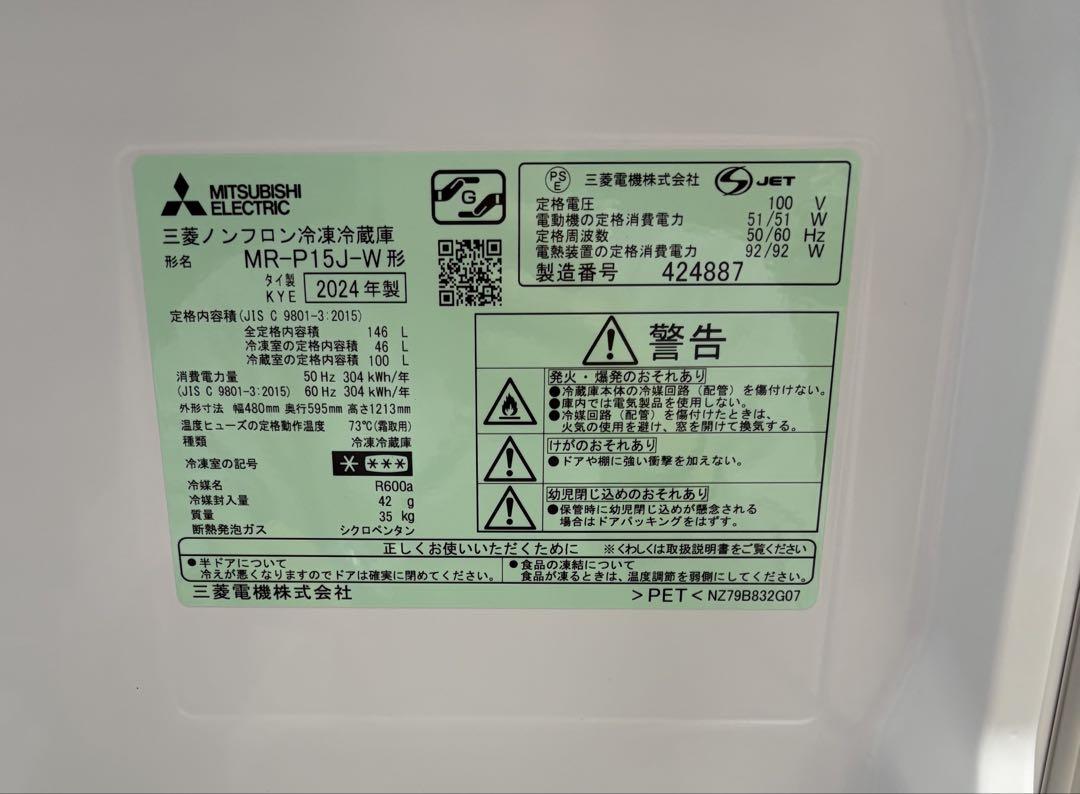 MITSUBISHI
ELECTRIC
G
三菱ノンフロン冷凍冷蔵庫
形名 MR-P15J-W形
タイ製
KYE 2024年製
PS
E
三菱電機株式会社 JET
定格電圧 100 V
電動機の定格消費電力 51/51 W
定格周波数 50/60 Hz
電熱装置の定格消費電力 92/92 W
製造番号 424887
定格内容積(JIS C 9801-3:2015)
全定格内容積 146 L
冷凍室の定格内容積 46 L
冷蔵室の定格内容積 100 L
消費電力量 50 Hz 304 kWh/年
(JIS C 9801-3:2015) 60 Hz 304 kWh/年
外形寸法 幅480mm 奥行595mm 高さ1213mm
温度ヒューズの定格動作温度 73℃(霜取用)
種類 冷凍冷蔵庫
冷凍室の記号 * ***
冷媒名 R600a
冷媒封入量 42 g
質量 35 kg
断熱発泡ガス シクロペンタン
警告
発火・爆発のおそれあり
●冷蔵庫本体の冷媒回路（配管）を傷付けない。
●庫内では電気製品を使用しない。
●冷媒回路（配管）を傷付けたときは、
火気の使用を避け、窓を開けて換気する。
けがのおそれあり
●ドアや棚に強い衝撃を加えない。
幼児閉じ込めのおそれあり
●保管時に幼児閉じ込めが懸念される
場合はドアパッキングをはずす。
正しくお使いいただくために ※くわしくは取扱説明書をご覧ください
●半ドアについて
冷えが悪くなりますのでドアは確実に閉めてください。
●食品の凍結について
食品が凍るときは、温度調節を弱側にしてください。
三菱電機株式会社
>PET< NZ79B832G07